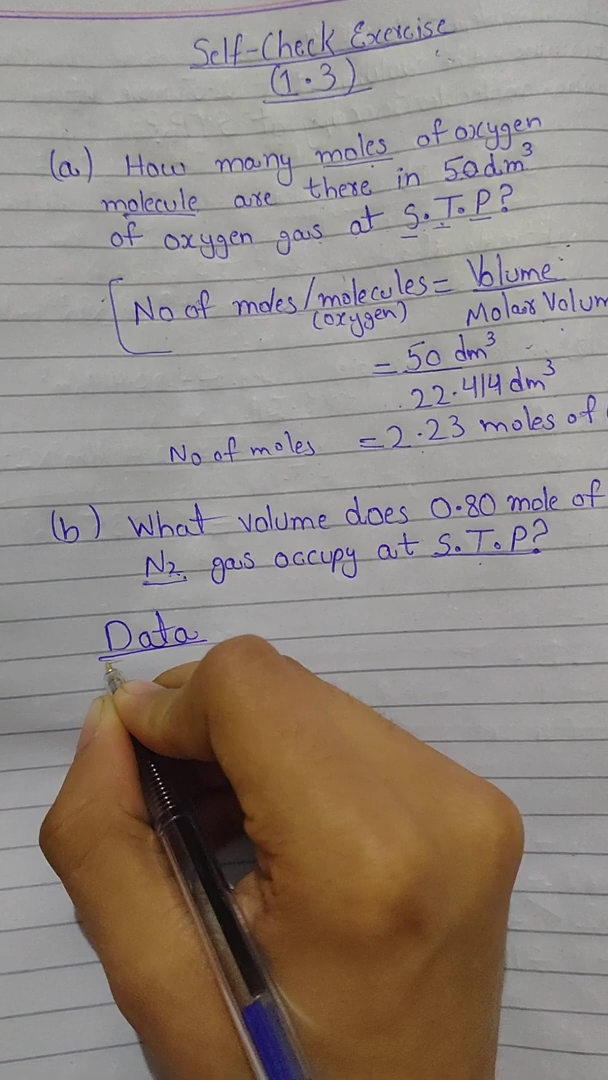 Self-Check Exercise
(1.3)
(a) How many moles of oxygen
molecule are there in 50dm³
of oxygen gas at S.T.P?
No of moles/molecules = Volume
(oxygen) Molar Volum
= 50 dm³
22.414 dm³
No of moles = 2.23 moles of
(b) What volume does 0.80 mole of
N2 gas occupy at S.T.P?
Data